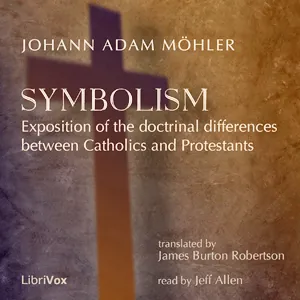 JOHANN ADAM MÖHLER
SYMBOLISM
Exposition of the doctrinal differences
between Catholics and Protestants
translated by
James Burton Robertson
LibriVox
read by Jeff Allen